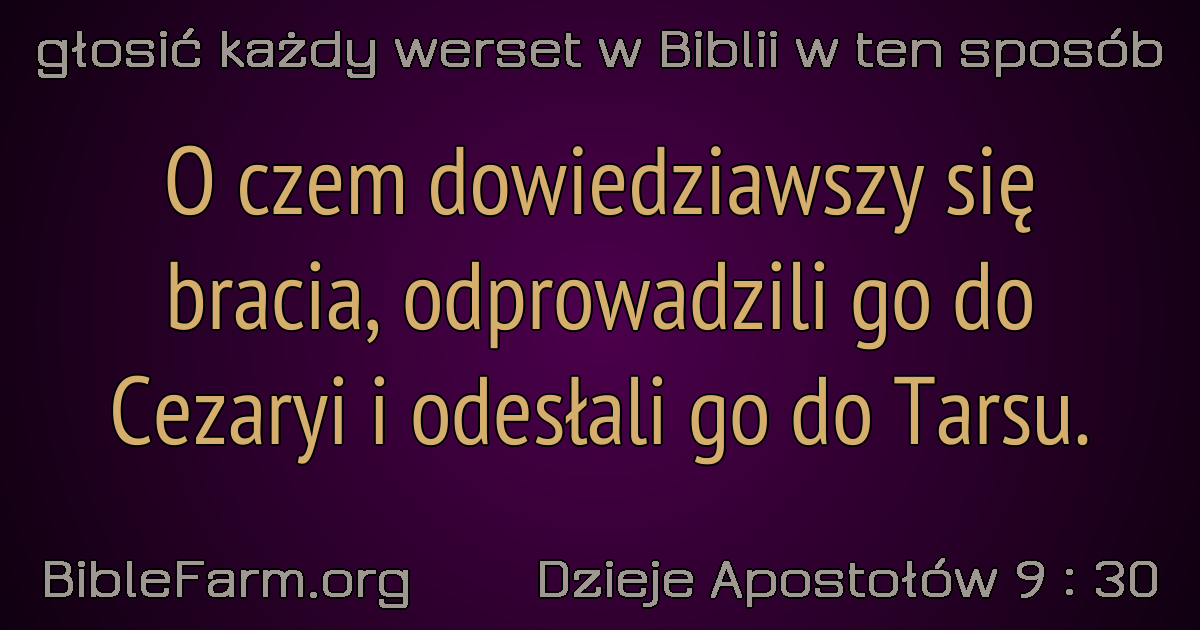 głosić każdy werset w Biblii w ten sposób
O czem dowiedziawszy się
bracia, odprowadzili go do
Cezaryi i odesłali go do Tarsu.
BibleFarm.org
Dzieje Apostołów 9 : 30